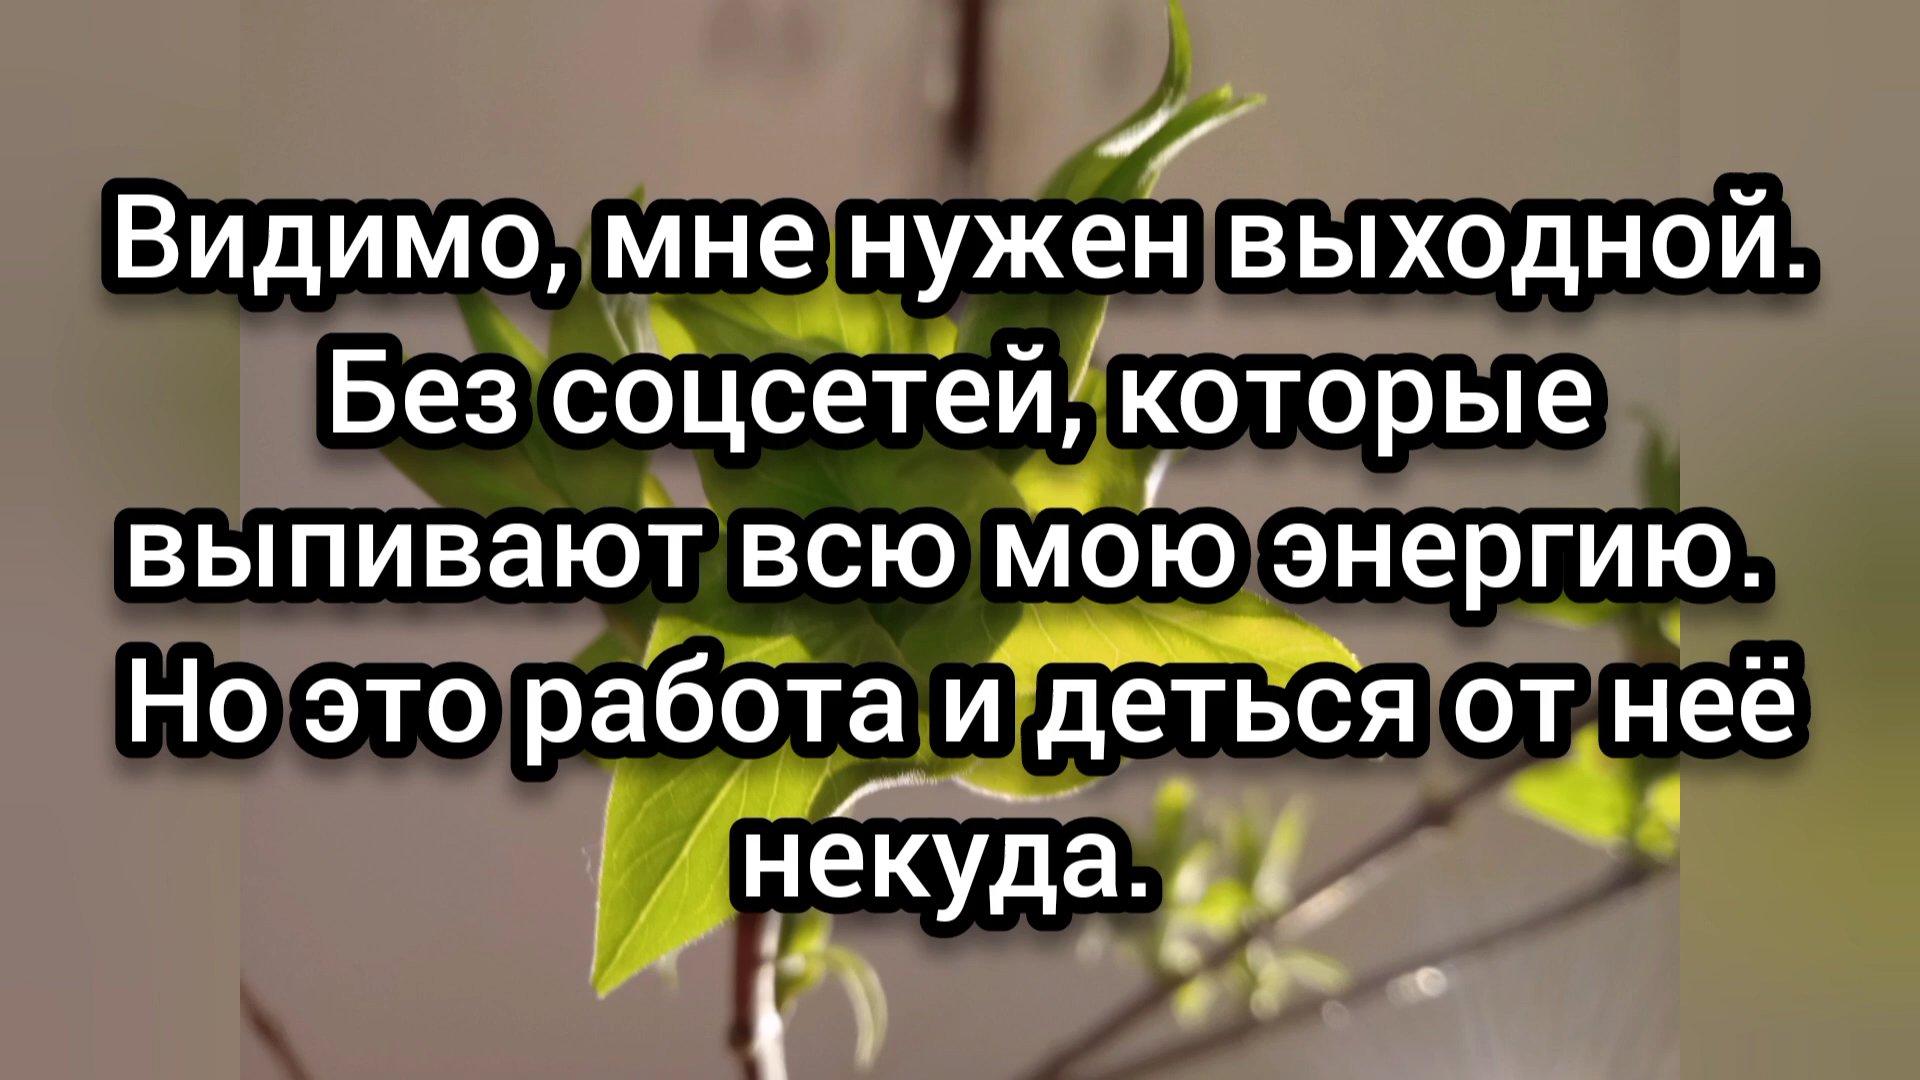 Видимо, мне нужен выходной.
Без соцсетей, которые
выпивают всю мою энергию.
Но это работа и деться от неё
некуда.